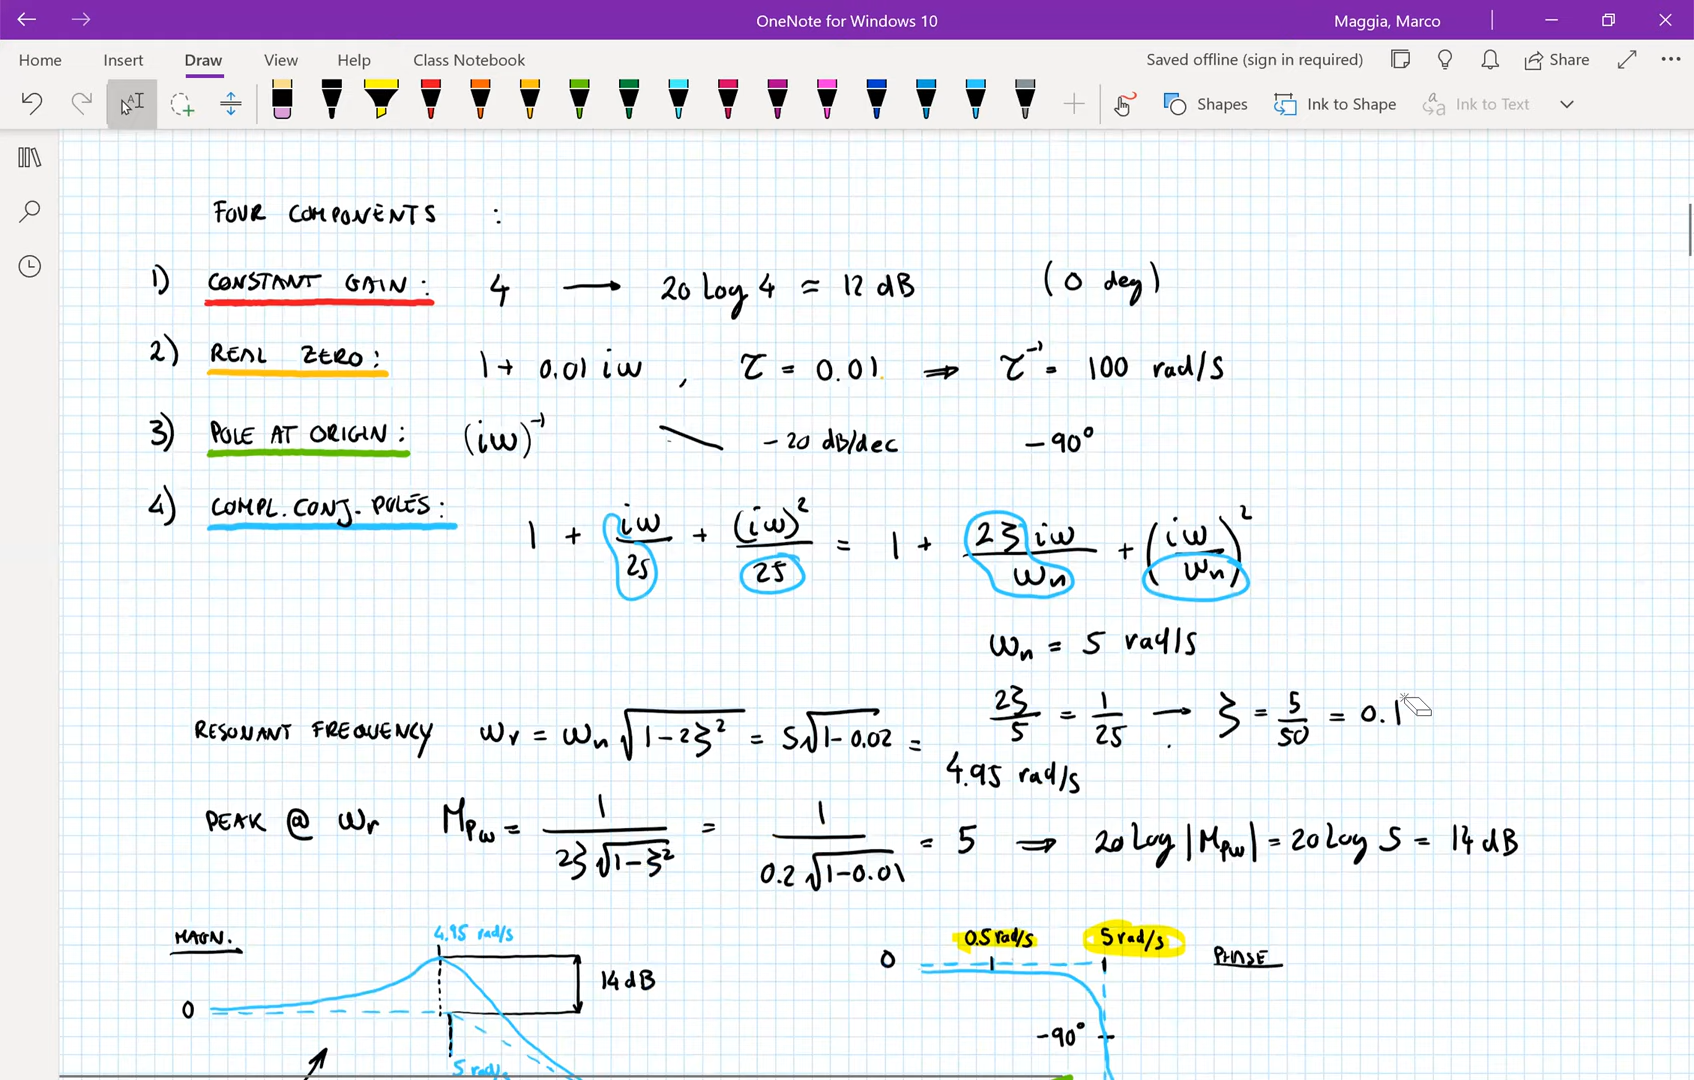 OneNote for Windows 10
Maggia, Marco
Home Insert Draw View Help Class Notebook
Saved offline (sign in required) Share
Shapes Ink to Shape Ink to Text
FOUR COMPONENTS :
1) CONSTANT GAIN: 4 → 20 Log 4 ≈ 12 dB (0 deg)
2) REAL ZERO: 1 + 0.01 iω , τ = 0.01 ⇒ τ⁻¹ = 100 rad/s
3) POLE AT ORIGIN: (iω)⁻¹ -20 dB/dec -90°
4) COMPL. CONJ. POLES: 1 + iω/25 + (iω)²/25 = 1 + 2ξiω/ωn + (iω/ωn)²
ωn = 5 rad/s
2ξ/5 = 1/25 → ξ = 5/50 = 0.1
RESONANT FREQUENCY ωr = ωn √(1-2ξ²) = 5√(1-0.02) = 4.95 rad/s
PEAK @ ωr Mpω = 1/(2ξ√(1-ξ²)) = 1/(0.2√(1-0.01)) = 5 ⇒ 20 Log |Mpω| = 20 Log 5 = 14 dB
MAGN. 4.95 rad/s
14 dB
0
5 rad/s
0.5 rad/s 5 rad/s PHASE
0
-90°